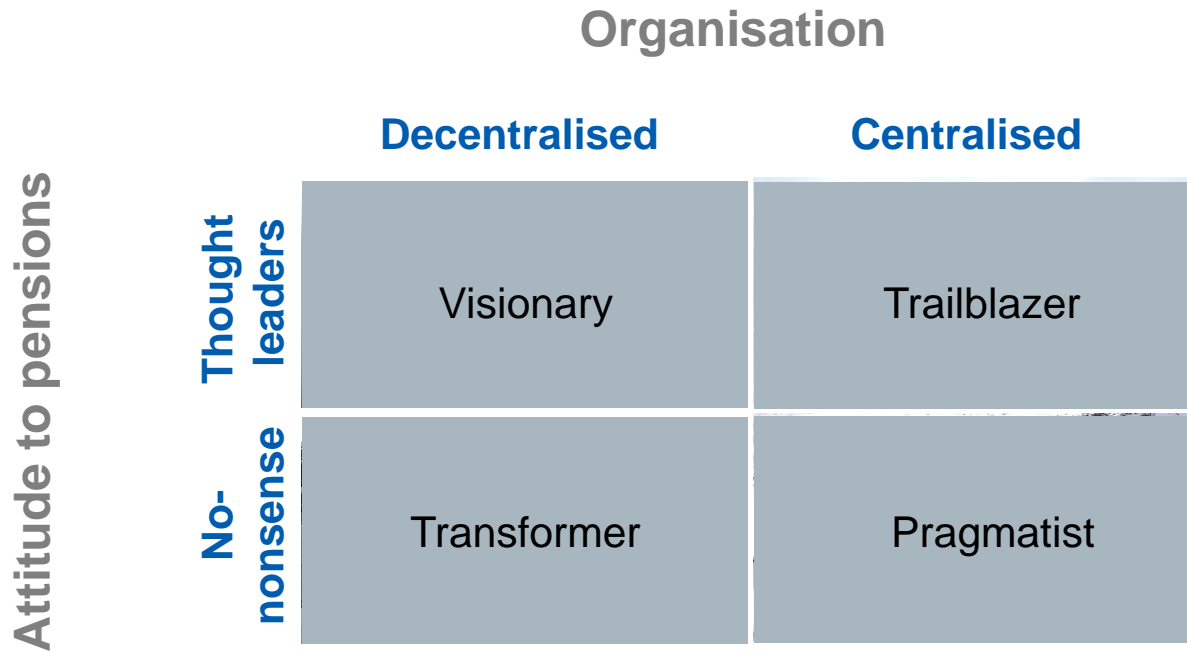 Organisation
Decentralised
Centralised
Attitude to pensions
Thought
leaders
Visionary
Trailblazer
No-
nonsense
Transformer
Pragmatist